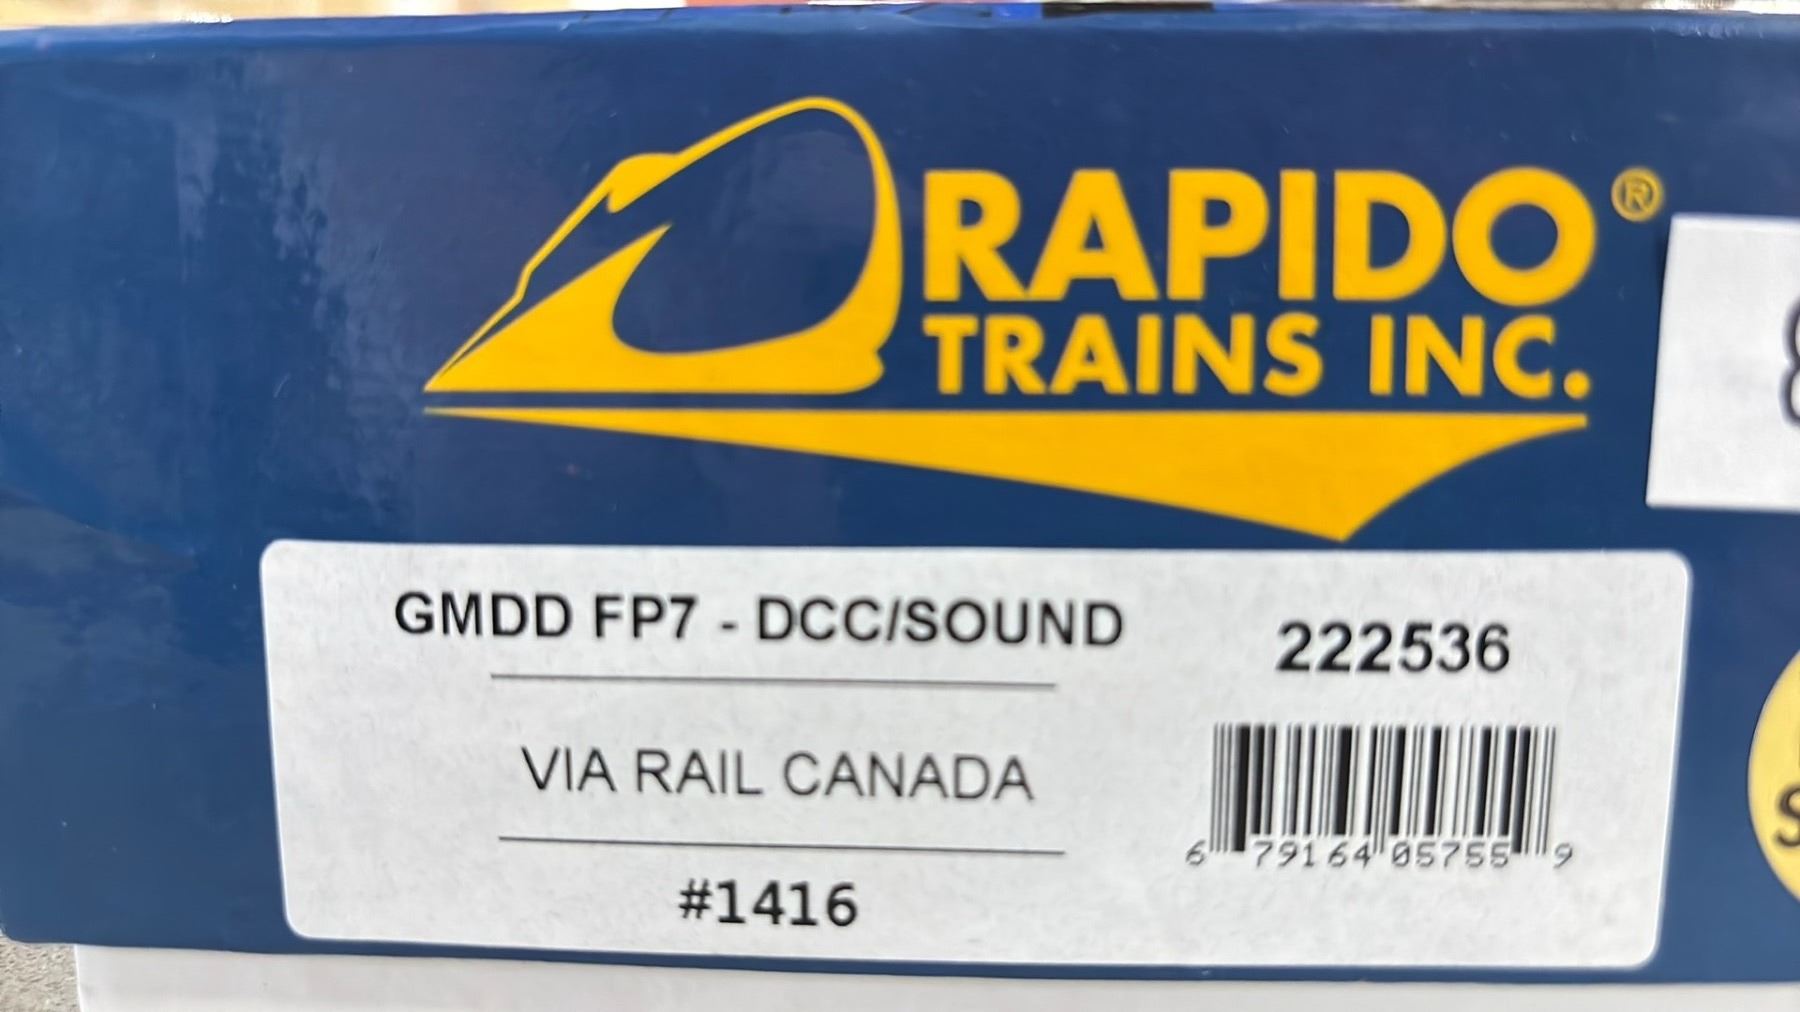 RAPIDO®
TRAINS INC.
GMDD FP7 - DCC/SOUND
222536
VIA RAIL CANADA
#1416
6 79164 05755 9